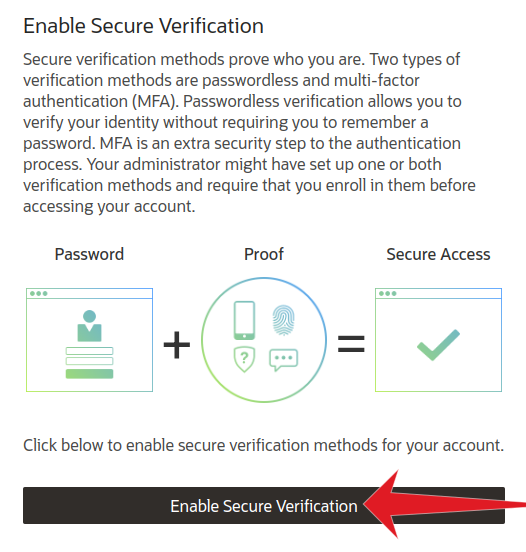 Enable Secure Verification
Secure verification methods prove who you are. Two types of
verification methods are passwordless and multi-factor
authentication (MFA). Passwordless verification allows you to
verify your identity without requiring you to remember a
password. MFA is an extra security step to the authentication
process. Your administrator might have set up one or both
verification methods and require that you enroll in them before
accessing your account.
Password Proof Secure Access
+ =
?
Click below to enable secure verification methods for your account.
Enable Secure Verification